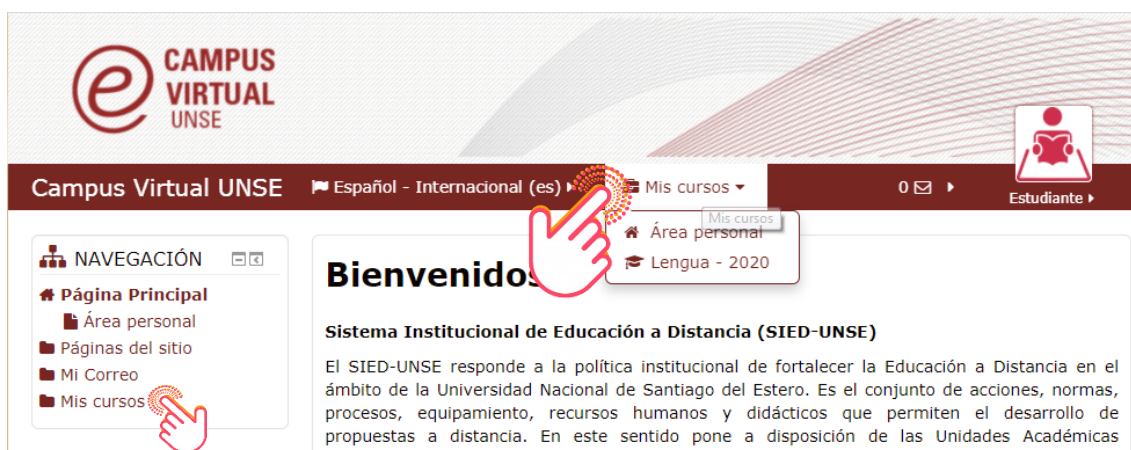 CAMPUS
VIRTUAL
UNSE
Campus Virtual UNSE
Español - Internacional (es)
Mis cursos
0
Estudiante
Mis cursos
Área personal
Lengua - 2020
NAVEGACIÓN
Página Principal
Área personal
Páginas del sitio
Mi Correo
Mis cursos
Bienvenidos
Sistema Institucional de Educación a Distancia (SIED-UNSE)
El SIED-UNSE responde a la política institucional de fortalecer la Educación a Distancia en el
ámbito de la Universidad Nacional de Santiago del Estero. Es el conjunto de acciones, normas,
procesos, equipamiento, recursos humanos y didácticos que permiten el desarrollo de
propuestas a distancia. En este sentido pone a disposición de las Unidades Académicas